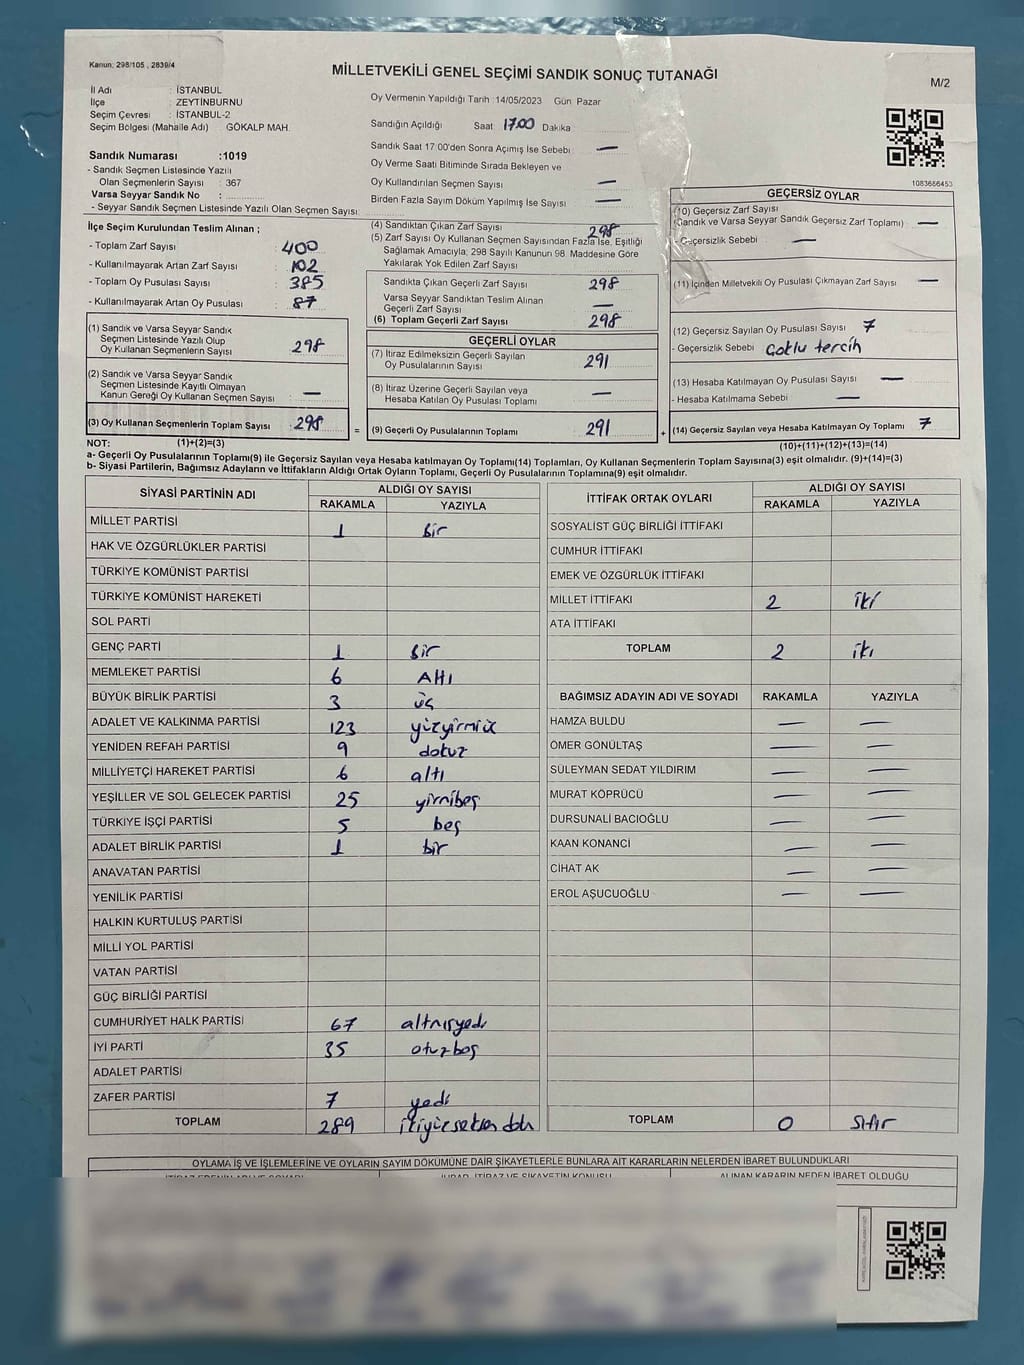 Kanun: 298/105 , 2839/4
MİLLETVEKİLİ GENEL SEÇİMİ SANDIK SONUÇ TUTANAĞI
M/2
İl Adı : İSTANBUL
İlçe : ZEYTİNBURNU
Seçim Çevresi : İSTANBUL-2
Seçim Bölgesi (Mahalle Adı) GÖKALP MAH.
Sandık Numarası :1019
- Sandık Seçmen Listesinde Yazılı
Olan Seçmenlerin Sayısı : 367
Varsa Seyyar Sandık No :
- Seyyar Sandık Seçmen Listesinde Yazılı Olan Seçmen Sayısı:
Oy Vermenin Yapıldığı Tarih :14/05/2023 Gün Pazar
Sandığın Açıldığı Saat 17.00 Dakika
Sandık Saat 17:00'den Sonra Açılmış İse Sebebi : —
Oy Verme Saati Bitiminde Sırada Bekleyen ve
Oy Kullandırılan Seçmen Sayısı —
Birden Fazla Sayım Döküm Yapılmış İse Sayısı —
1083686453
İlçe Seçim Kurulundan Teslim Alınan ;
- Toplam Zarf Sayısı : 400
- Kullanılmayarak Artan Zarf Sayısı : 102
- Toplam Oy Pusulası Sayısı : 385
- Kullanılmayarak Artan Oy Pusulası : 87
(1) Sandık ve Varsa Seyyar Sandık
Seçmen Listesinde Yazılı Olup
Oy Kullanan Seçmenlerin Sayısı : 298
(2) Sandık ve Varsa Seyyar Sandık
Seçmen Listesinde Kayıtlı Olmayan
Kanun Gereği Oy Kullanan Seçmen Sayısı : —
(3) Oy Kullanan Seçmenlerin Toplam Sayısı : 298
(4) Sandıktan Çıkan Zarf Sayısı : 298
(5) Zarf Sayısı Oy Kullanan Seçmen Sayısından Fazla İse, Eşitliği
Sağlamak Amacıyla, 298 Sayılı Kanunun 98. Maddesine Göre
Yakılarak Yok Edilen Zarf Sayısı
Sandıkta Çıkan Geçerli Zarf Sayısı : 298
Varsa Seyyar Sandıktan Teslim Alınan
Geçerli Zarf Sayısı : —
(6) Toplam Geçerli Zarf Sayısı : 298
GEÇERLİ OYLAR
(7) İtiraz Edilmeksizin Geçerli Sayılan
Oy Pusulalarının Sayısı : 291
(8) İtiraz Üzerine Geçerli Sayılan veya
Hesaba Katılan Oy Pusulası Toplamı : —
= (9) Geçerli Oy Pusulalarının Toplamı : 291
GEÇERSİZ OYLAR
(10) Geçersiz Zarf Sayısı
(Sandık ve Varsa Seyyar Sandık Geçersiz Zarf Toplamı) : —
- Geçersizlik Sebebi : —
(11) İçinden Milletvekili Oy Pusulası Çıkmayan Zarf Sayısı : —
(12) Geçersiz Sayılan Oy Pusulası Sayısı : 7
- Geçersizlik Sebebi : Çoklu tercih
(13) Hesaba Katılmayan Oy Pusulası Sayısı : —
- Hesaba Katılmama Sebebi : —
+ (14) Geçersiz Sayılan veya Hesaba Katılmayan Oy Toplamı : 7
NOT: (1)+(2)=(3)
(10)+(11)+(12)+(13)=(14)
a- Geçerli Oy Pusulalarının Toplamı(9) ile Geçersiz Sayılan veya Hesaba katılmayan Oy Toplamı(14) Toplamları, Oy Kullanan Seçmenlerin Toplam Sayısına(3) eşit olmalıdır. (9)+(14)=(3)
b- Siyasi Partilerin, Bağımsız Adayların ve İttifakların Aldığı Ortak Oyların Toplamı, Geçerli Oy Pusulalarının Toplamına(9) eşit olmalıdır.
SİYASİ PARTİNİN ADI
ALDIĞI OY SAYISI
RAKAMLA YAZIYLA
MİLLET PARTİSİ 1 bir
HAK VE ÖZGÜRLÜKLER PARTİSİ
TÜRKİYE KOMÜNİST PARTİSİ
TÜRKİYE KOMÜNİST HAREKETİ
SOL PARTİ
GENÇ PARTİ 1 bir
MEMLEKET PARTİSİ 6 Altı
BÜYÜK BİRLİK PARTİSİ 3 üç
ADALET VE KALKINMA PARTİSİ 123 yüzyirmiüç
YENİDEN REFAH PARTİSİ 9 dokuz
MİLLİYETÇİ HAREKET PARTİSİ 6 altı
YEŞİLLER VE SOL GELECEK PARTİSİ 25 yirmibeş
TÜRKİYE İŞÇİ PARTİSİ 5 beş
ADALET BİRLİK PARTİSİ 1 bir
ANAVATAN PARTİSİ
YENİLİK PARTİSİ
HALKIN KURTULUŞ PARTİSİ
MİLLİ YOL PARTİSİ
VATAN PARTİSİ
GÜÇ BİRLİĞİ PARTİSİ
CUMHURİYET HALK PARTİSİ 67 altmışyedi
İYİ PARTİ 35 otuzbeş
ADALET PARTİSİ
ZAFER PARTİSİ 7 yedi
TOPLAM 289 ikiyüzseksendokuz
İTTİFAK ORTAK OYLARI
ALDIĞI OY SAYISI
RAKAMLA YAZIYLA
SOSYALİST GÜÇ BİRLİĞİ İTTİFAKI
CUMHUR İTTİFAKI
EMEK VE ÖZGÜRLÜK İTTİFAKI
MİLLET İTTİFAKI 2 iki
ATA İTTİFAKI
TOPLAM 2 iki
BAĞIMSIZ ADAYIN ADI VE SOYADI RAKAMLA YAZIYLA
HAMZA BULDU — —
ÖMER GÖNÜLTAŞ — —
SÜLEYMAN SEDAT YILDIRIM — —
MURAT KÖPRÜCÜ — —
DURSUNALİ BACIOĞLU — —
KAAN KONANCİ — —
CİHAT AK — —
EROL AŞUCUOĞLU — —
TOPLAM 0 sıfır
OYLAMA İŞ VE İŞLEMLERİNE VE OYLARIN SAYIM DÖKÜMÜNE DAİR ŞİKAYETLERLE BUNLARA AİT KARARLARIN NELERDEN İBARET BULUNDUKLARI
ALINAN KARARIN NEDEN İBARET OLDUĞU